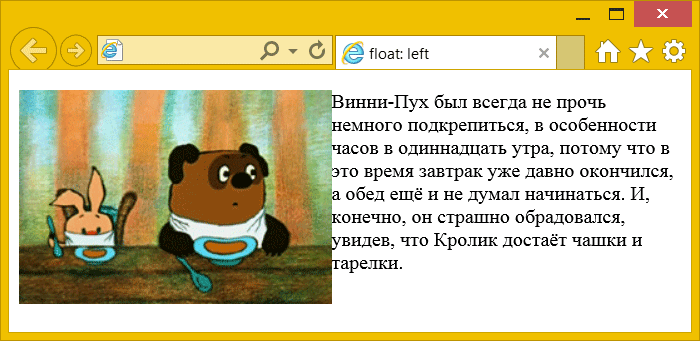 float: left
Винни-Пух был всегда не прочь
немного подкрепиться, в особенности
часов в одиннадцать утра, потому что в
это время завтрак уже давно окончился,
а обед ещё и не думал начинаться. И,
конечно, он страшно обрадовался,
увидев, что Кролик достаёт чашки и
тарелки.